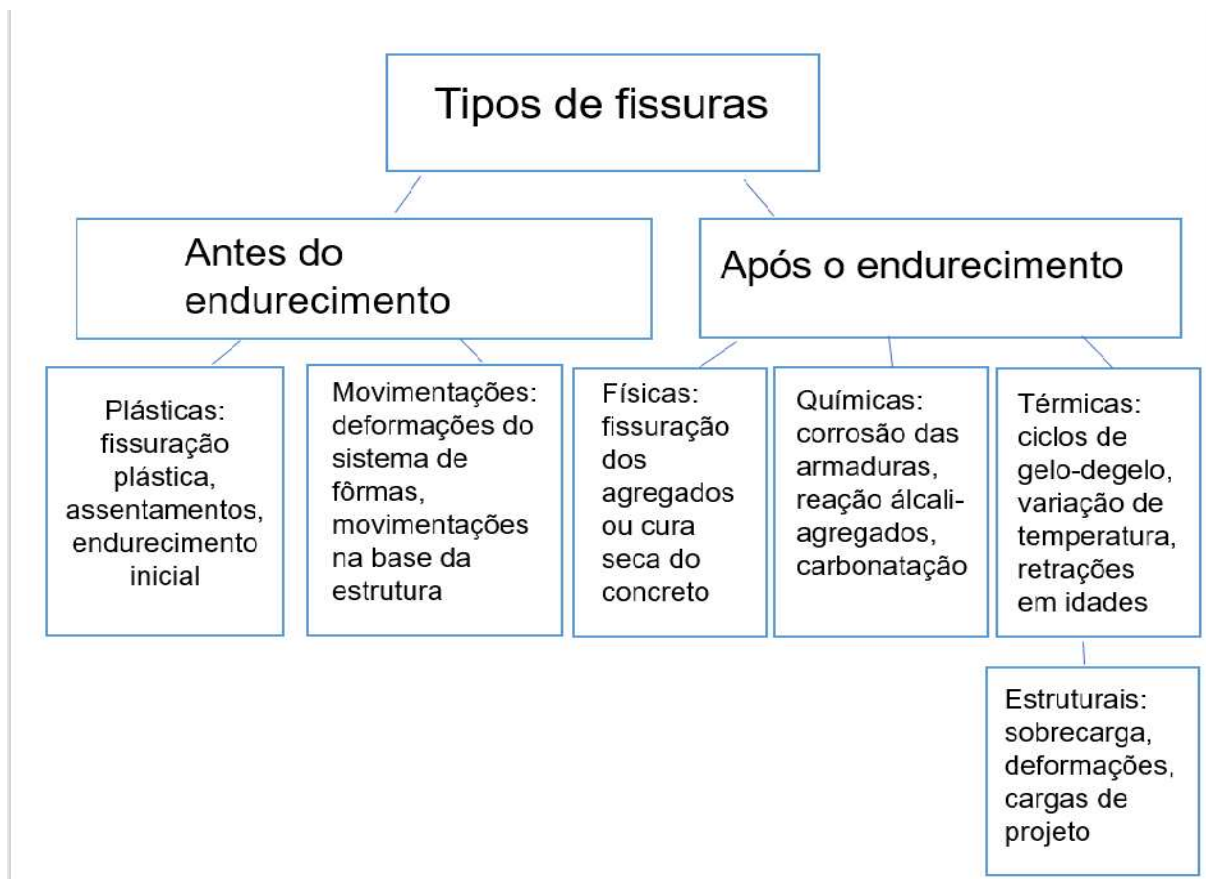 Tipos de fissuras
Antes do
endurecimento
Após o endurecimento
Plásticas:
fissuração
plástica,
assentamentos,
endurecimento
inicial
Movimentações:
deformações do
sistema de
fôrmas,
movimentações
na base da
estrutura
Físicas:
fissuração
dos
agregados
ou cura
seca do
concreto
Químicas:
corrosão das
armaduras,
reação álcali-
agregados,
carbonatação
Térmicas:
ciclos de
gelo-degelo,
variação de
temperatura,
retrações
em idades
Estruturais:
sobrecarga,
deformações,
cargas de
projeto